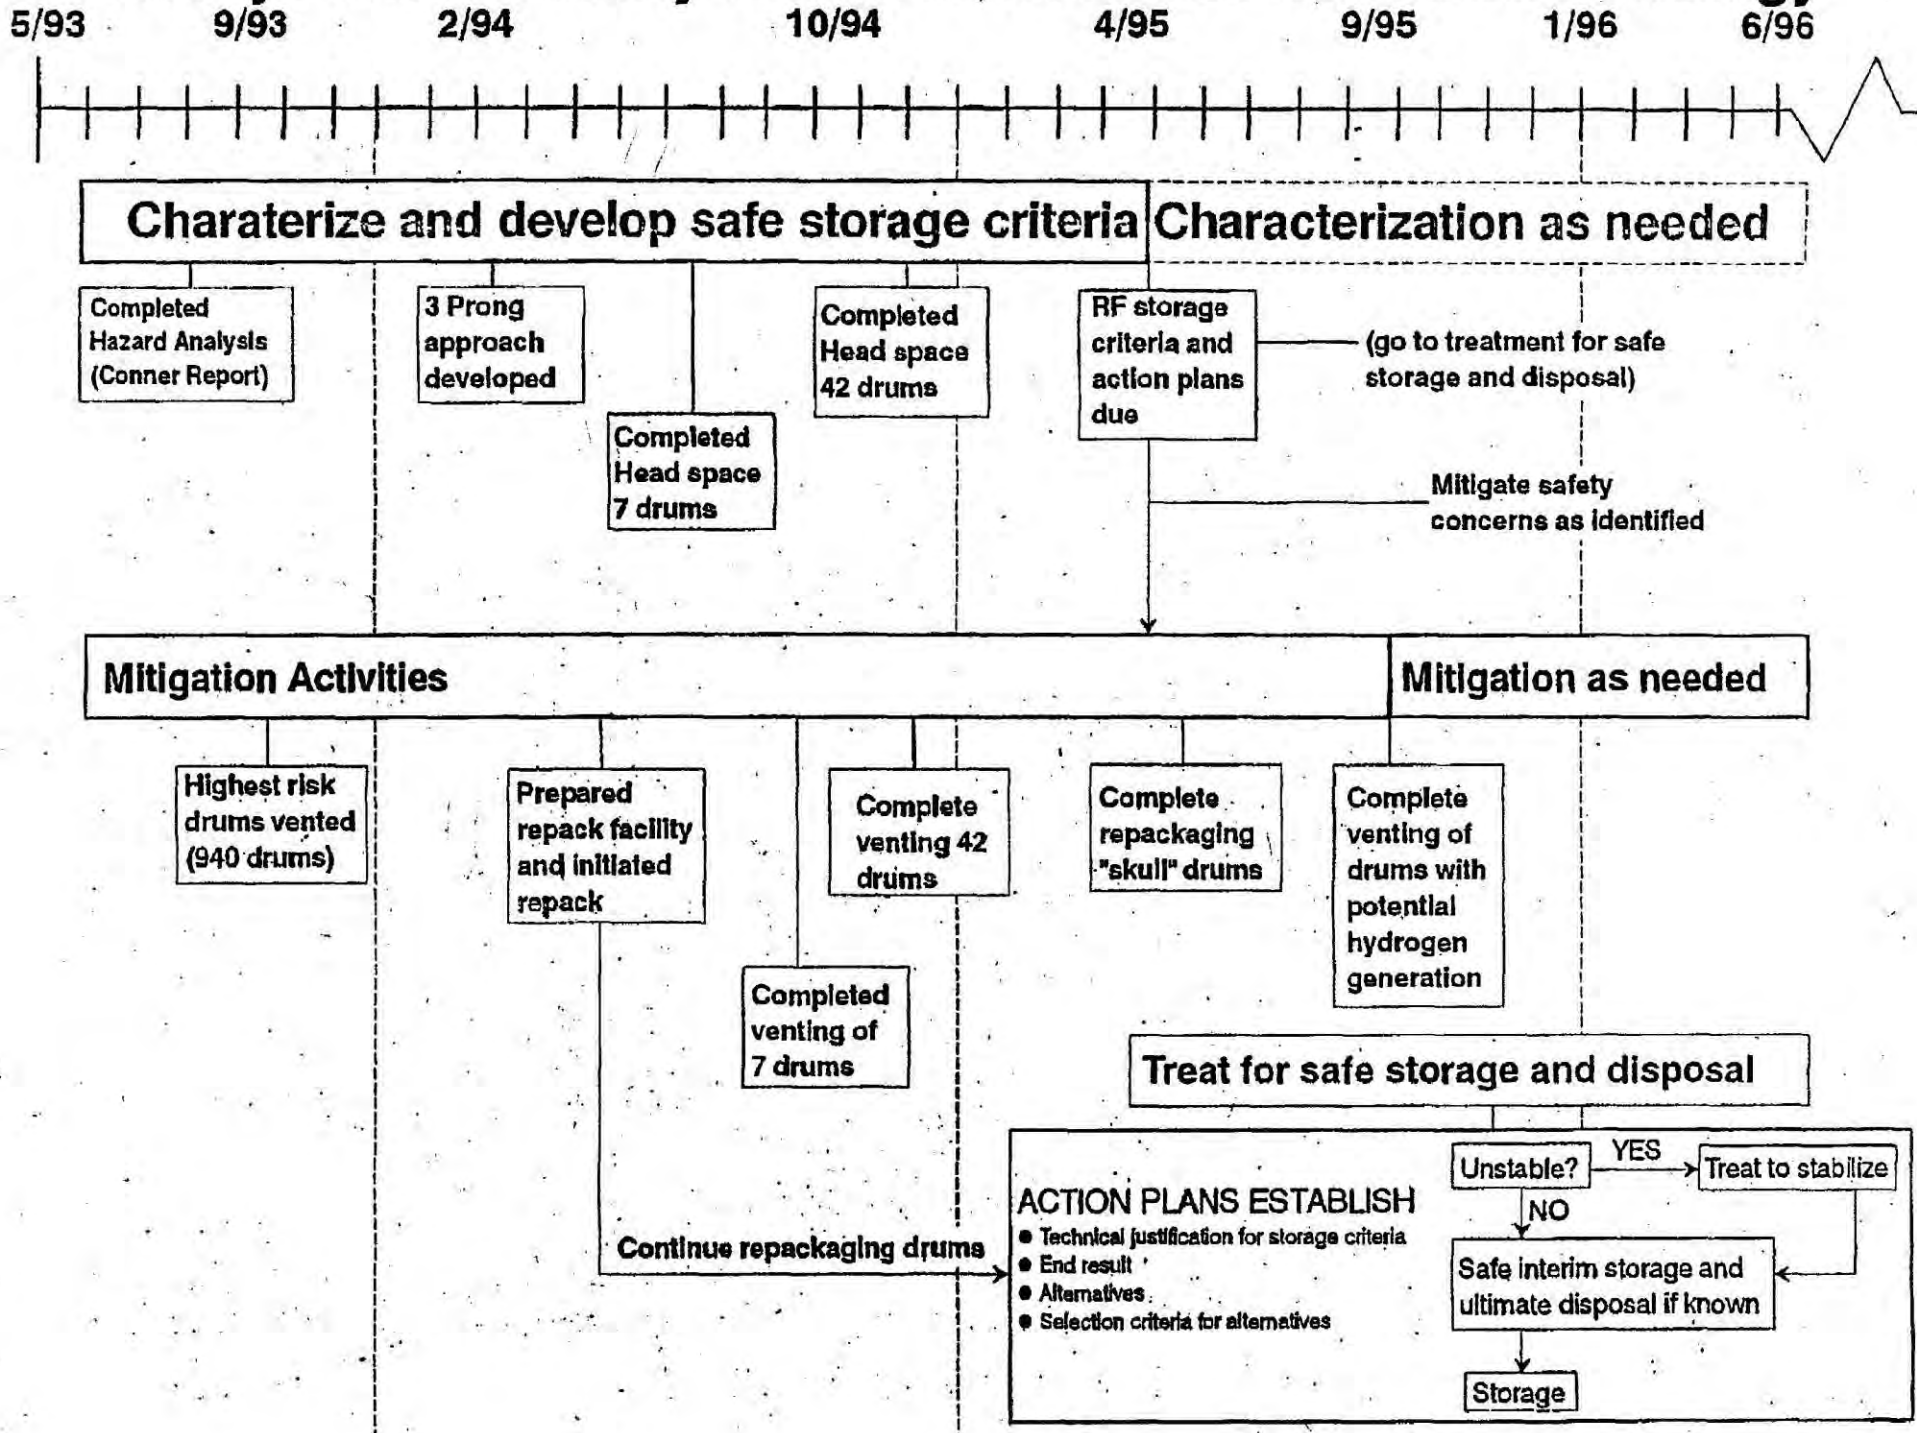 5/93 9/93 2/94 10/94 4/95 9/95 1/96 6/96
Charaterize and develop safe storage criteria
Characterization as needed
Completed
Hazard Analysis
(Conner Report)
3 Prong
approach
developed
Completed
Head space
7 drums
Completed
Head space
42 drums
RF storage
criteria and
action plans
due
(go to treatment for safe
storage and disposal)
Mitigate safety
concerns as identified
Mitigation Activities
Mitigation as needed
Highest risk
drums vented
(940 drums)
Prepared
repack facility
and initiated
repack
Completed
venting of
7 drums
Complete
venting 42
drums
Complete
repackaging
"skull" drums
Complete
venting of
drums with
potential
hydrogen
generation
Treat for safe storage and disposal
Continue repackaging drums
ACTION PLANS ESTABLISH
● Technical justification for storage criteria
● End result
● Alternatives
● Selection criteria for alternatives
Unstable?
YES
Treat to stabilize
NO
Safe interim storage and
ultimate disposal if known
Storage